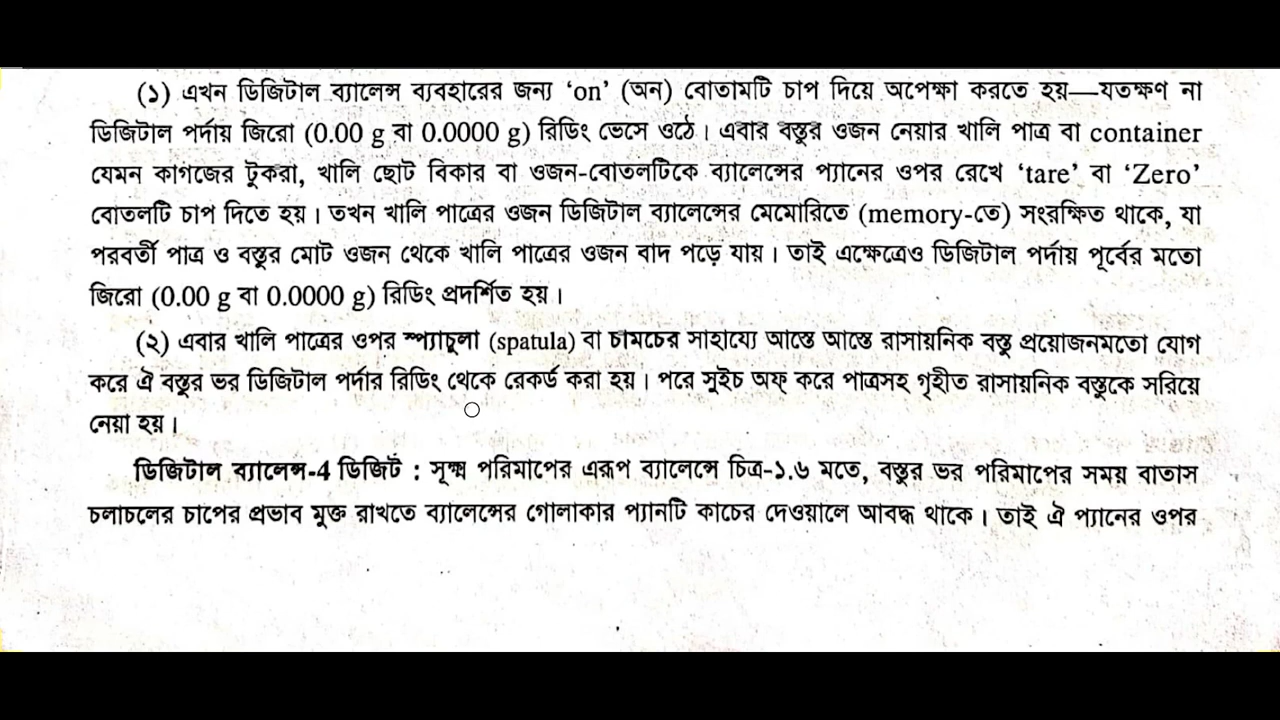 (১) এখন ডিজিটাল ব্যালেন্স ব্যবহারের জন্য ‘on’ (অন) বোতামটি চাপ দিয়ে অপেক্ষা করতে হয়—যতক্ষণ না
ডিজিটাল পর্দায় জিরো (0.00 g বা 0.0000 g) রিডিং ভেসে ওঠে। এবার বস্তুর ওজন নেয়ার খালি পাত্র বা container
যেমন কাগজের টুকরা, খালি ছোট বিকার বা ওজন-বোতলটিকে ব্যালেন্সের প্যানের ওপর রেখে ‘tare’ বা ‘Zero’
বোতলটি চাপ দিতে হয়। তখন খালি পাত্রের ওজন ডিজিটাল ব্যালেন্সের মেমোরিতে (memory-তে) সংরক্ষিত থাকে, যা
পরবর্তী পাত্র ও বস্তুর মোট ওজন থেকে খালি পাত্রের ওজন বাদ পড়ে যায়। তাই এক্ষেত্রেও ডিজিটাল পর্দায় পূর্বের মতো
জিরো (0.00 g বা 0.0000 g) রিডিং প্রদর্শিত হয়।
(২) এবার খালি পাত্রের ওপর স্প্যাচুলা (spatula) বা চামচের সাহায্যে আস্তে আস্তে রাসায়নিক বস্তু প্রয়োজনমতো যোগ
করে ঐ বস্তুর ভর ডিজিটাল পর্দার রিডিং থেকে রেকর্ড করা হয়। পরে সুইচ অফ্ করে পাত্রসহ গৃহীত রাসায়নিক বস্তুকে সরিয়ে
নেয়া হয়।
ডিজিটাল ব্যালেন্স-4 ডিজিট : সূক্ষ্ম পরিমাপের এরূপ ব্যালেন্সে চিত্র-১.৬ মতে, বস্তুর ভর পরিমাপের সময় বাতাস
চলাচলের চাপের প্রভাব মুক্ত রাখতে ব্যালেন্সের গোলাকার প্যানটি কাচের দেওয়ালে আবদ্ধ থাকে। তাই ঐ প্যানের ওপর